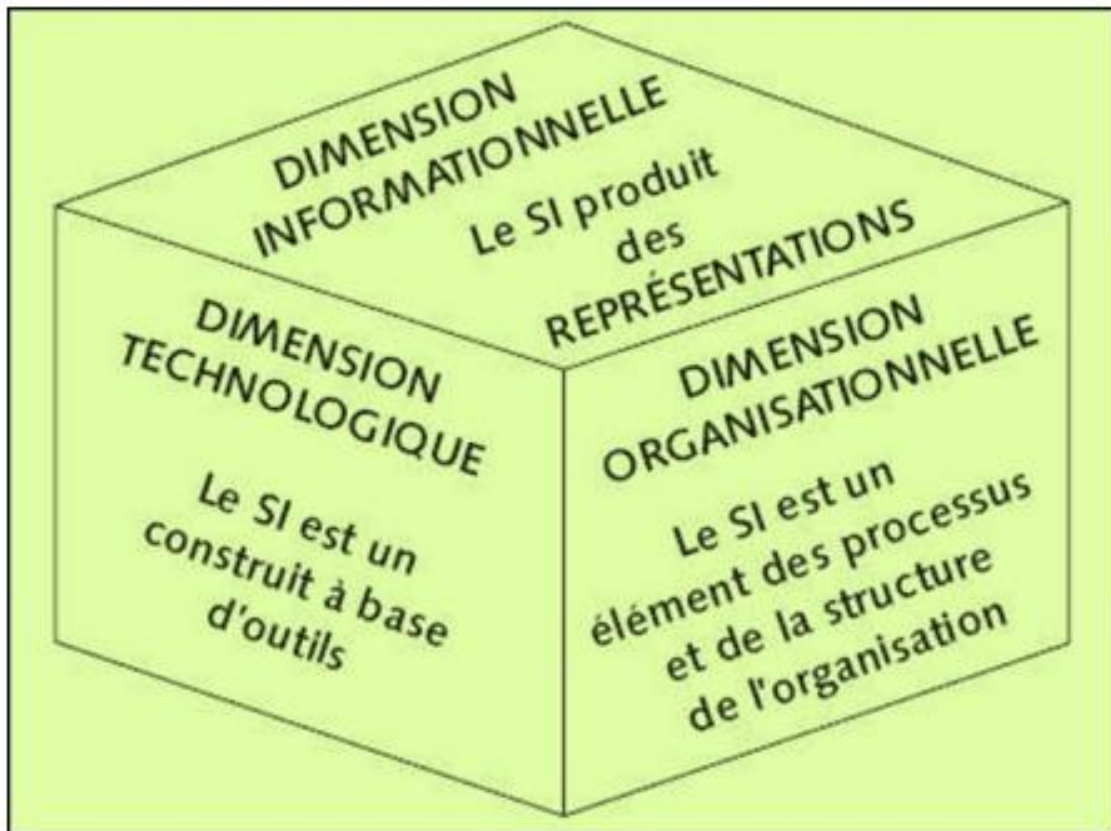 DIMENSION
INFORMATIONNELLE
Le SI produit
des
REPRÉSENTATIONS
DIMENSION
TECHNOLOGIQUE
Le SI est un
construit à base
d'outils
DIMENSION
ORGANISATIONNELLE
Le SI est un
élément des processus
et de la structure
de l'organisation